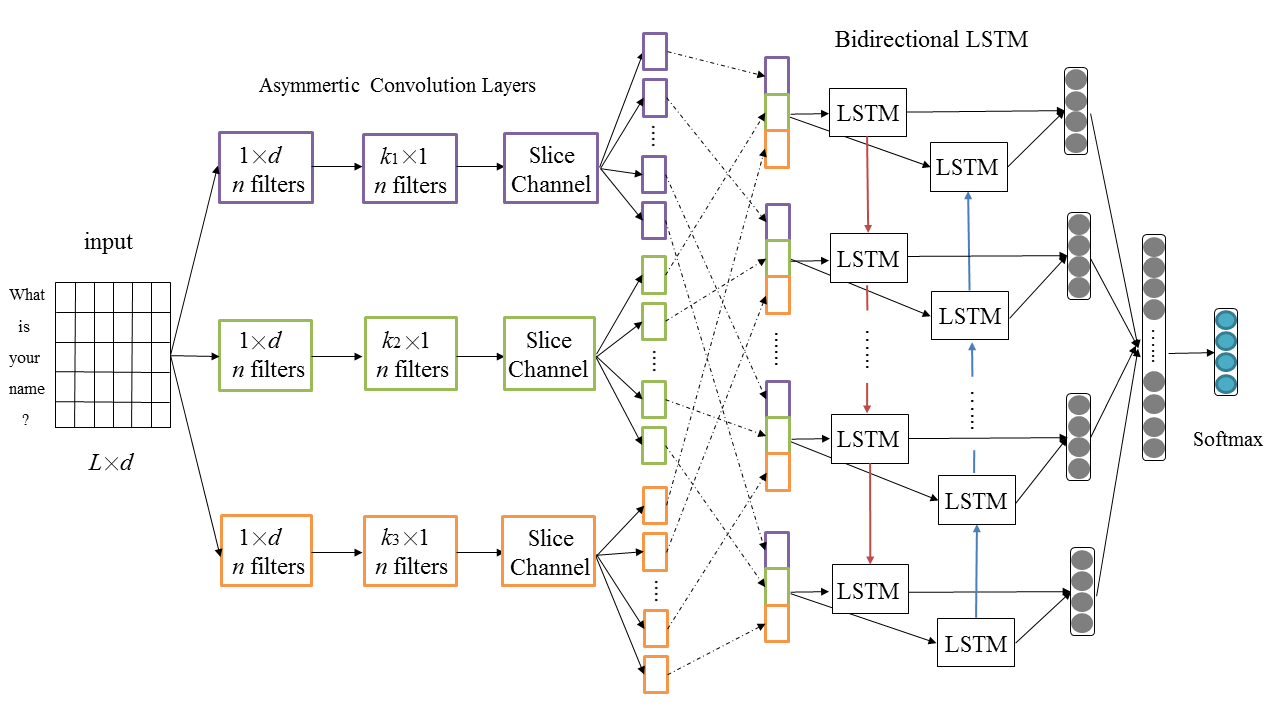 Bidirectional LSTM
Asymmertic Convolution Layers
input
What
is
your
name
?
L×d
1×d
n filters
k1×1
n filters
Slice
Channel
1×d
n filters
k2×1
n filters
Slice
Channel
1×d
n filters
k3×1
n filters
Slice
Channel
LSTM
LSTM
LSTM
LSTM
LSTM
LSTM
LSTM
LSTM
Softmax